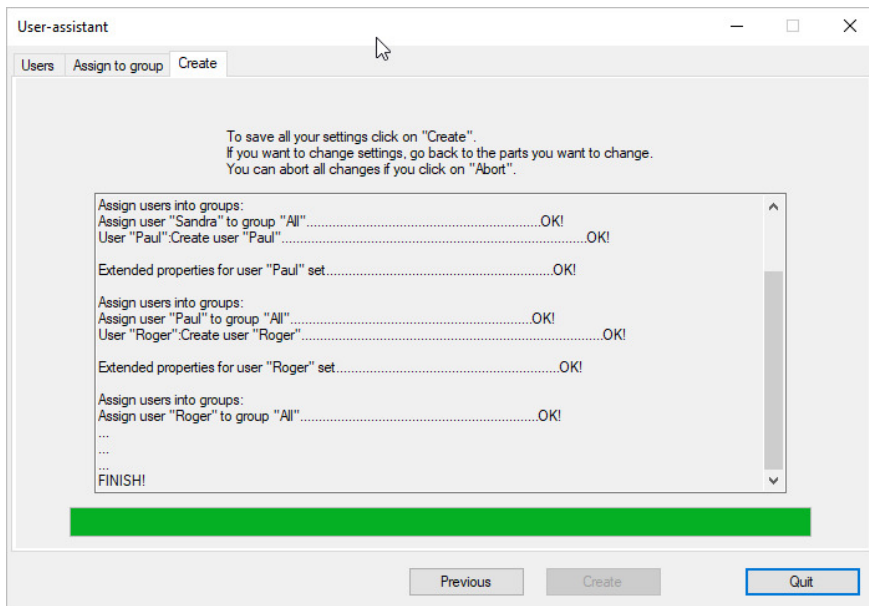 User-assistant
Users Assign to group Create
To save all your settings click on "Create".
If you want to change settings, go back to the parts you want to change.
You can abort all changes if you click on "Abort".
Assign users into groups:
Assign user "Sandra" to group "All"..........................................................OK!
User "Paul":Create user "Paul"............................................................................OK!
Extended properties for user "Paul" set........................................................OK!
Assign users into groups:
Assign user "Paul" to group "All"............................................................OK!
User "Roger":Create user "Roger"...........................................................................OK!
Extended properties for user "Roger" set.......................................................OK!
Assign users into groups:
Assign user "Roger" to group "All"...........................................................OK!
...
...
...
FINISH!
Previous Create Quit